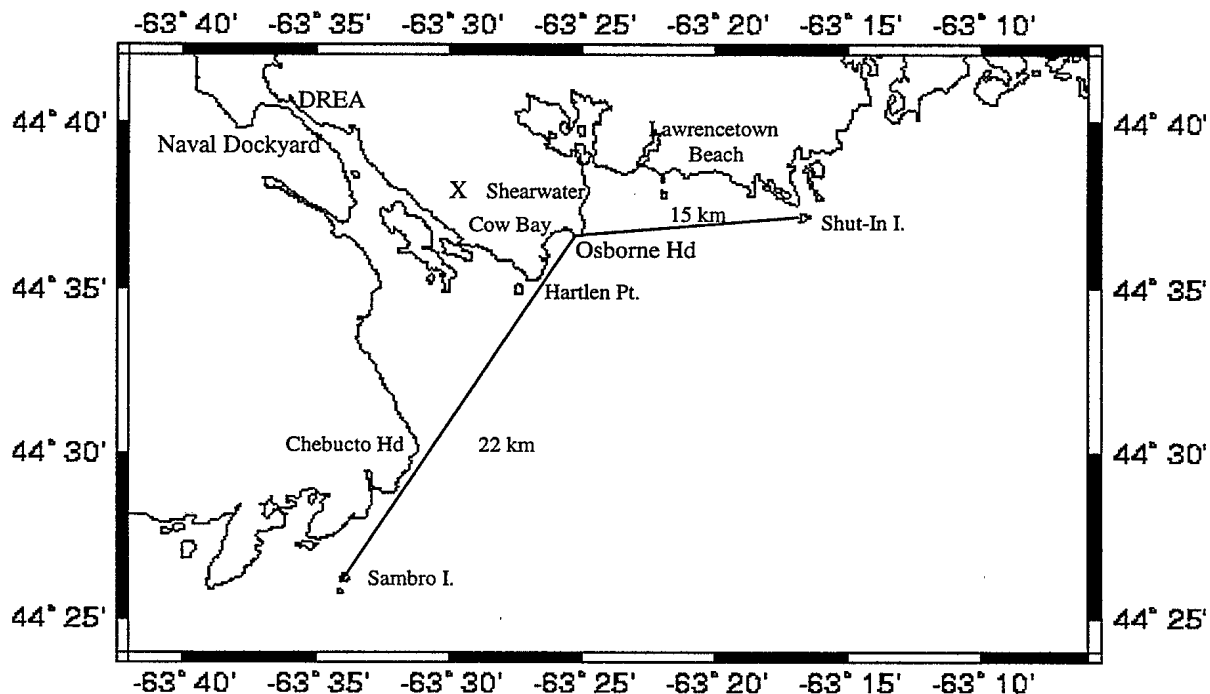 -63° 40' -63° 35' -63° 30' -63° 25' -63° 20' -63° 15' -63° 10'
44° 40' 44° 40'
DREA
Naval Dockyard
Lawrencetown
Beach
X Shearwater
Cow Bay
15 km
Shut-In I.
Osborne Hd
44° 35' 44° 35'
Hartlen Pt.
44° 30' 44° 30'
Chebucto Hd
22 km
Sambro I.
44° 25' 44° 25'
-63° 40' -63° 35' -63° 30' -63° 25' -63° 20' -63° 15' -63° 10'